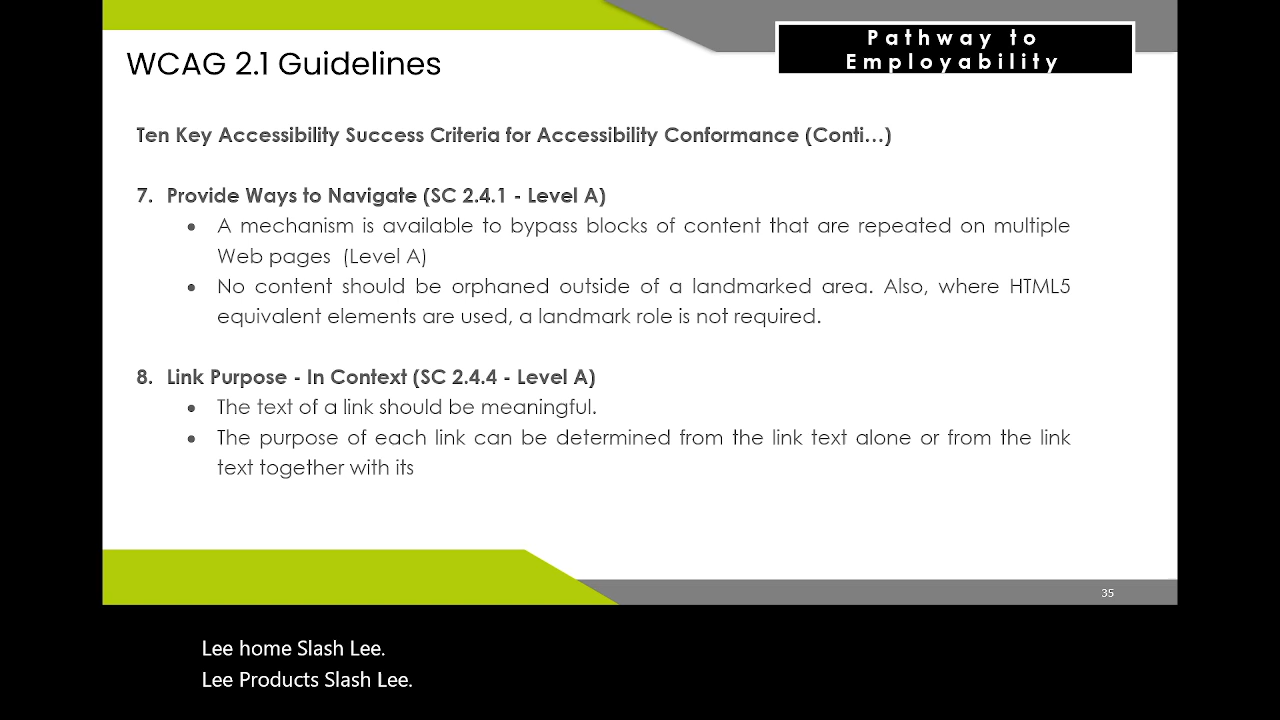 Pathway to
Employability
WCAG 2.1 Guidelines
Ten Key Accessibility Success Criteria for Accessibility Conformance (Conti...)
7. Provide Ways to Navigate (SC 2.4.1 - Level A)
• A mechanism is available to bypass blocks of content that are repeated on multiple
Web pages (Level A)
• No content should be orphaned outside of a landmarked area. Also, where HTML5
equivalent elements are used, a landmark role is not required.
8. Link Purpose - In Context (SC 2.4.4 - Level A)
• The text of a link should be meaningful.
• The purpose of each link can be determined from the link text alone or from the link
text together with its
35
Lee home Slash Lee.
Lee Products Slash Lee.